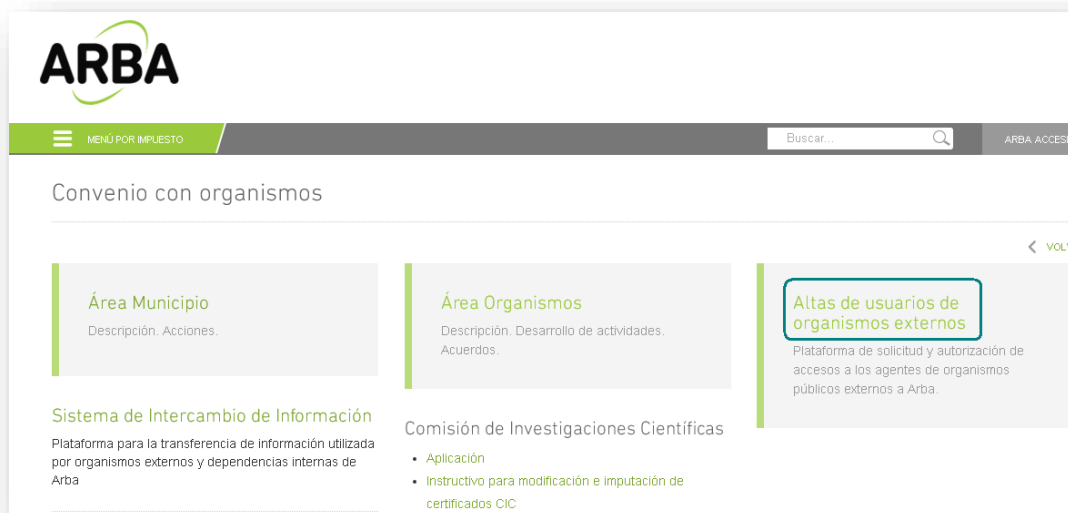 ARBA
MENÚ POR IMPUESTO
Buscar...
Convenio con organismos
Área Municipio
Descripción. Acciones.
Sistema de Intercambio de Información
Plataforma para la transferencia de información utilizada
por organismos externos y dependencias internas de
Arba
Área Organismos
Descripción. Desarrollo de actividades.
Acuerdos.
Comisión de Investigaciones Científicas
• Aplicación
• Instructivo para modificación e imputación de
certificados CIC
Altas de usuarios de
organismos externos
Plataforma de solicitud y autorización de
accesos a los agentes de organismos
públicos externos a Arba.